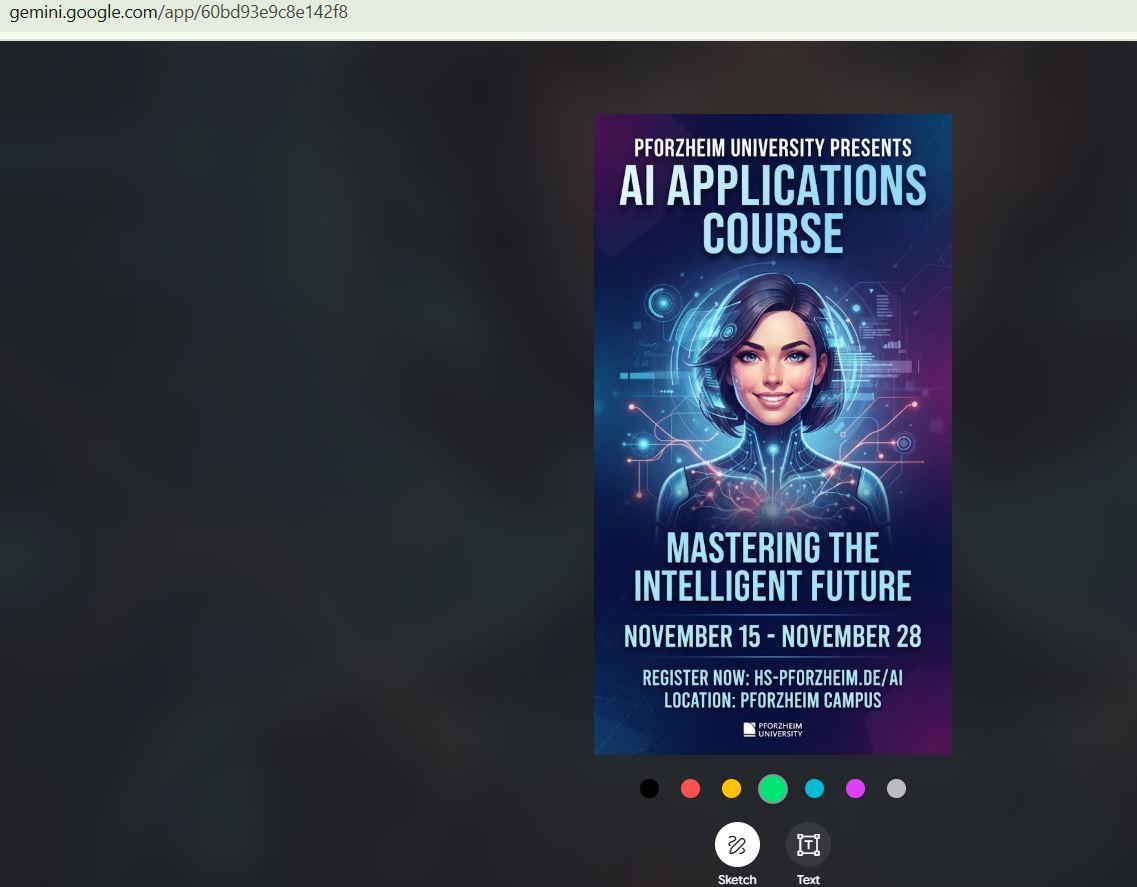 gemini.google.com/app/60bd93e9c8e142f8
PFORZHEIM UNIVERSITY PRESENTS
AI APPLICATIONS
COURSE
MASTERING THE
INTELLIGENT FUTURE
NOVEMBER 15 - NOVEMBER 28
REGISTER NOW: HS-PFORZHEIM.DE/AI
LOCATION: PFORZHEIM CAMPUS
PFORZHEIM
UNIVERSITY
T
Sketch
Text